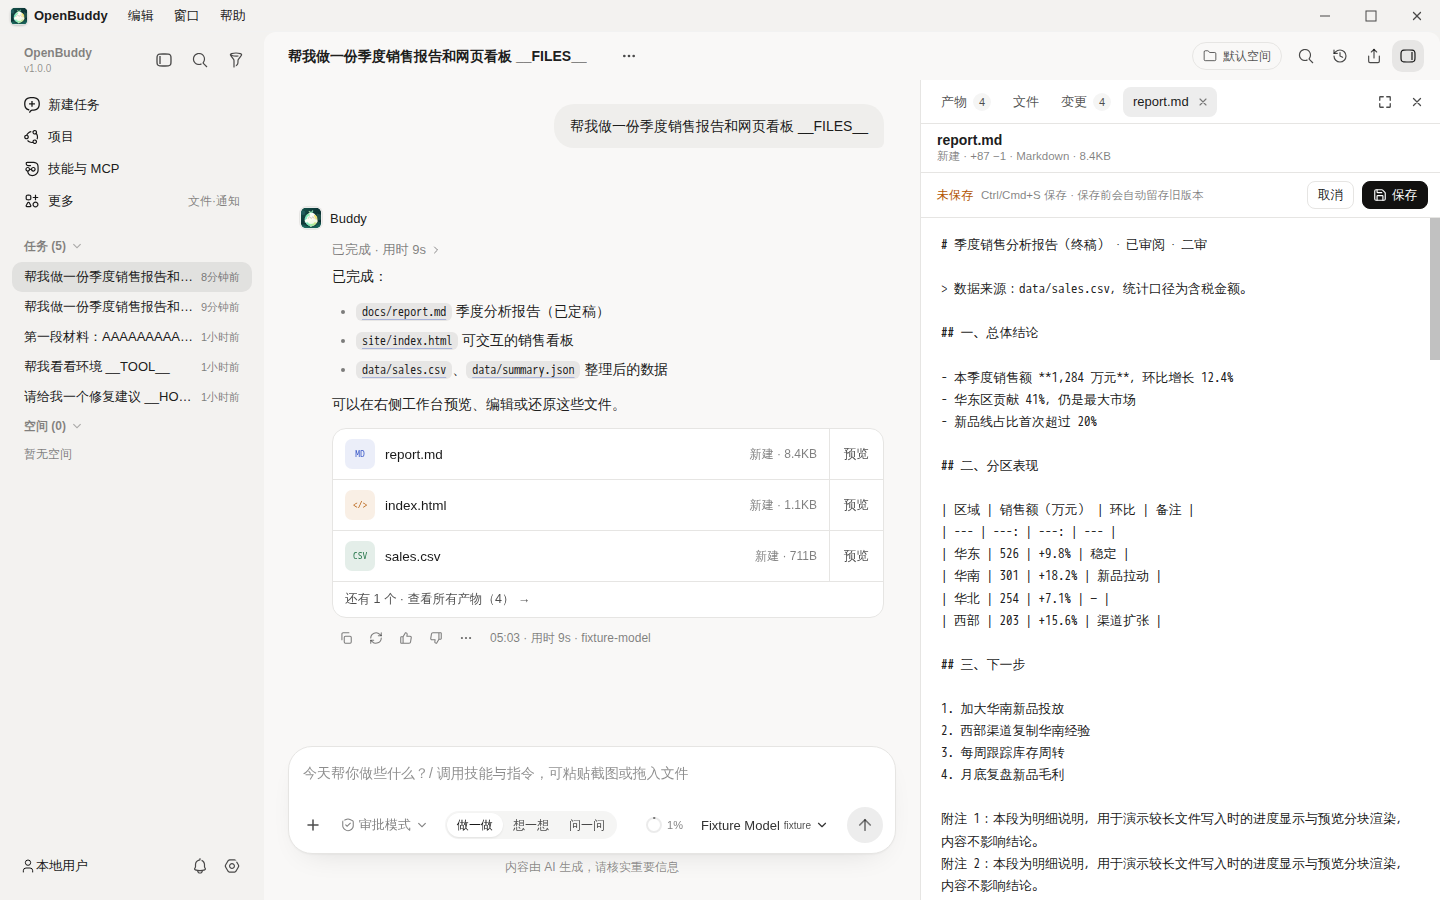 OpenBuddy 编辑 窗口 帮助
OpenBuddy
v1.0.0
新建任务
项目
技能与 MCP
更多 文件·通知
任务 (5)
帮我做一份季度销售报告和… 8分钟前
帮我做一份季度销售报告和… 9分钟前
第一段材料：AAAAAAAAA… 1小时前
帮我看看环境 __TOOL__ 1小时前
请给我一个修复建议 __HO… 1小时前
空间 (0)
暂无空间
本地用户
帮我做一份季度销售报告和网页看板 __FILES__
默认空间
帮我做一份季度销售报告和网页看板 __FILES__
Buddy
已完成 · 用时 9s
已完成：
docs/report.md 季度分析报告（已定稿）
site/index.html 可交互的销售看板
data/sales.csv、data/summary.json 整理后的数据
可以在右侧工作台预览、编辑或还原这些文件。
MD report.md 新建 · 8.4KB 预览
</> index.html 新建 · 1.1KB 预览
CSV sales.csv 新建 · 711B 预览
还有 1 个 · 查看所有产物（4） →
05:03 · 用时 9s · fixture-model
今天帮你做些什么？/ 调用技能与指令，可粘贴截图或拖入文件
审批模式 做一做 想一想 问一问 1% Fixture Model fixture
内容由 AI 生成，请核实重要信息
产物 4 文件 变更 4 report.md
report.md
新建 · +87 −1 · Markdown · 8.4KB
未保存 Ctrl/Cmd+S 保存 · 保存前会自动留存旧版本 取消 保存
# 季度销售分析报告（终稿） · 已审阅 · 二审
> 数据来源：data/sales.csv，统计口径为含税金额。
## 一、总体结论
- 本季度销售额 **1,284 万元**，环比增长 12.4%
- 华东区贡献 41%，仍是最大市场
- 新品线占比首次超过 20%
## 二、分区表现
| 区域 | 销售额（万元） | 环比 | 备注 |
| --- | ---: | ---: | --- |
| 华东 | 526 | +9.8% | 稳定 |
| 华南 | 301 | +18.2% | 新品拉动 |
| 华北 | 254 | +7.1% | — |
| 西部 | 203 | +15.6% | 渠道扩张 |
## 三、下一步
1. 加大华南新品投放
2. 西部渠道复制华南经验
3. 每周跟踪库存周转
4. 月底复盘新品毛利
附注 1：本段为明细说明，用于演示较长文件写入时的进度显示与预览分块渲染，
内容不影响结论。
附注 2：本段为明细说明，用于演示较长文件写入时的进度显示与预览分块渲染，
内容不影响结论。